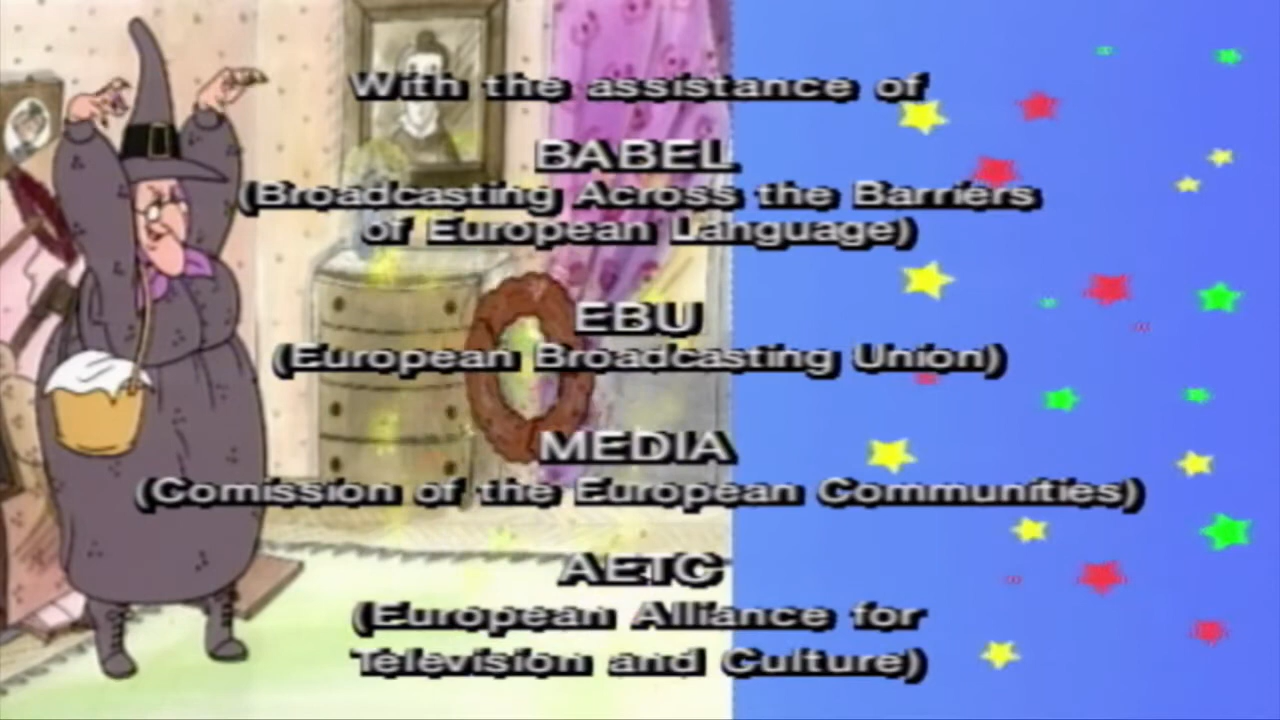 With the assistance of
BABEL
(Broadcasting Across the Barriers
of European Language)
EBU
(European Broadcasting Union)
MEDIA
(Comission of the European Communities)
AETC
(European Alliance for
Television and Culture)